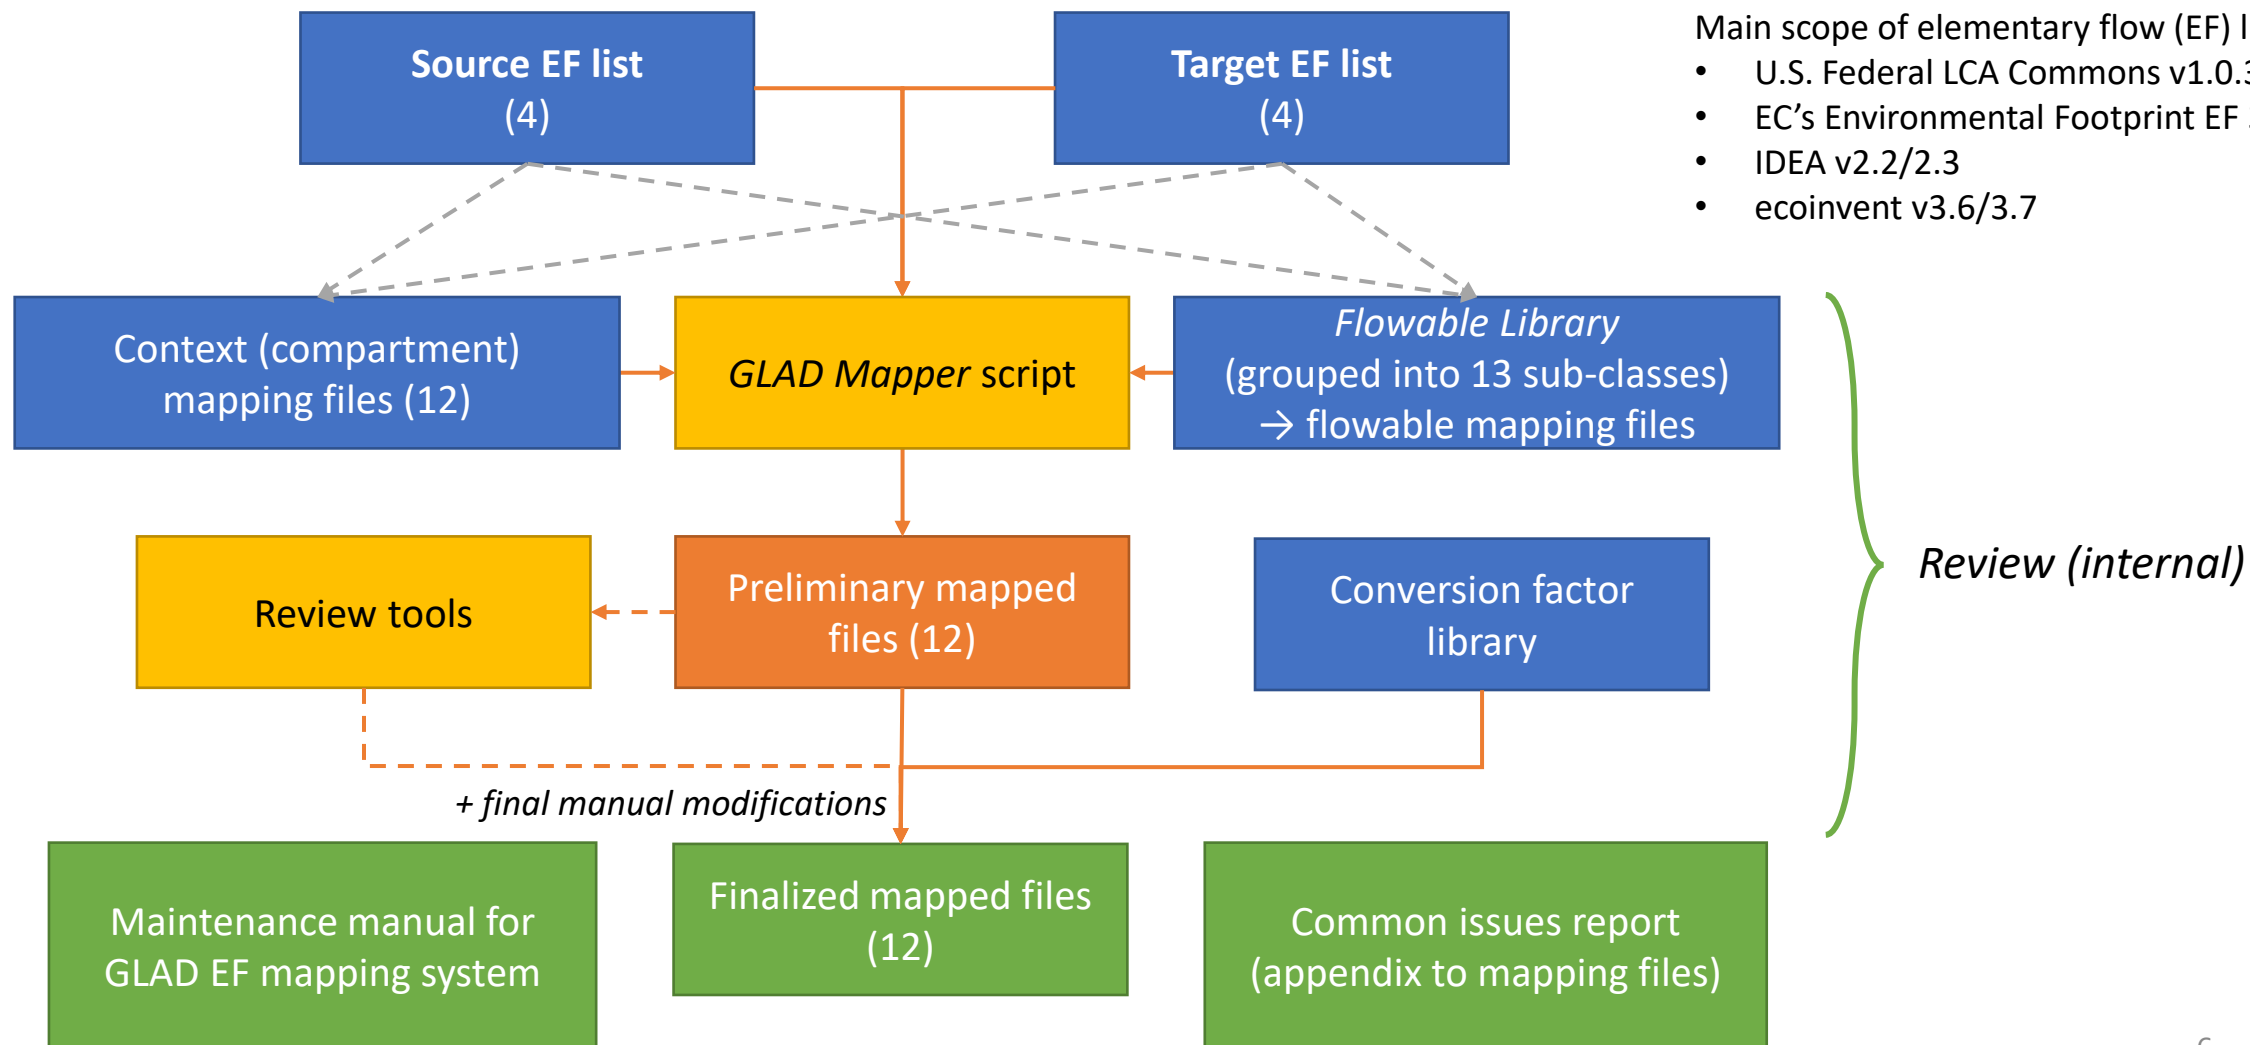 Source EF list
(4)
Target EF list
(4)
Main scope of elementary flow (EF)
• U.S. Federal LCA Commons v1.0.3
• EC's Environmental Footprint EF
• IDEA v2.2/2.3
• ecoinvent v3.6/3.7
Context (compartment)
mapping files (12)
GLAD Mapper script
Flowable Library
(grouped into 13 sub-classes)
→ flowable mapping files
Review tools
Preliminary mapped
files (12)
Conversion factor
library
Review (internal)
+ final manual modifications
Maintenance manual for
GLAD EF mapping system
Finalized mapped files
(12)
Common issues report
(appendix to mapping files)